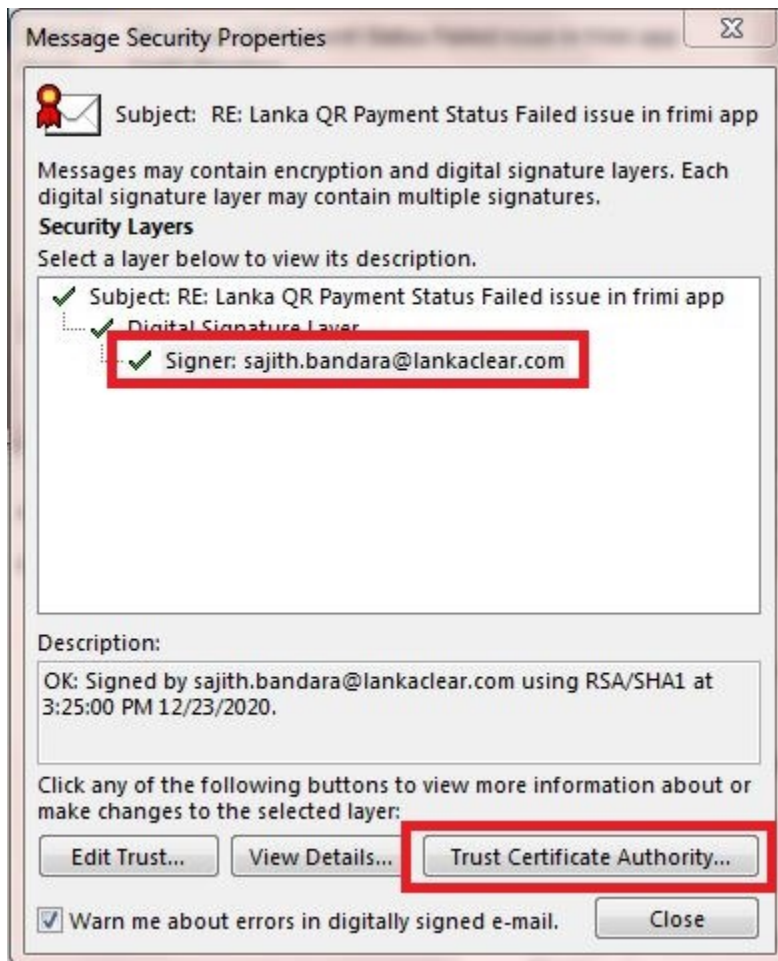 Message Security Properties
Subject: RE: Lanka QR Payment Status Failed issue in frimi app
Messages may contain encryption and digital signature layers. Each
digital signature layer may contain multiple signatures.
Security Layers
Select a layer below to view its description.
Subject: RE: Lanka QR Payment Status Failed issue in frimi app
Digital Signature Layer
Signer: sajith.bandara@lankaclear.com
Description:
OK: Signed by sajith.bandara@lankaclear.com using RSA/SHA1 at
3:25:00 PM 12/23/2020.
Click any of the following buttons to view more information about or
make changes to the selected layer:
Edit Trust... View Details... Trust Certificate Authority...
Warn me about errors in digitally signed e-mail. Close